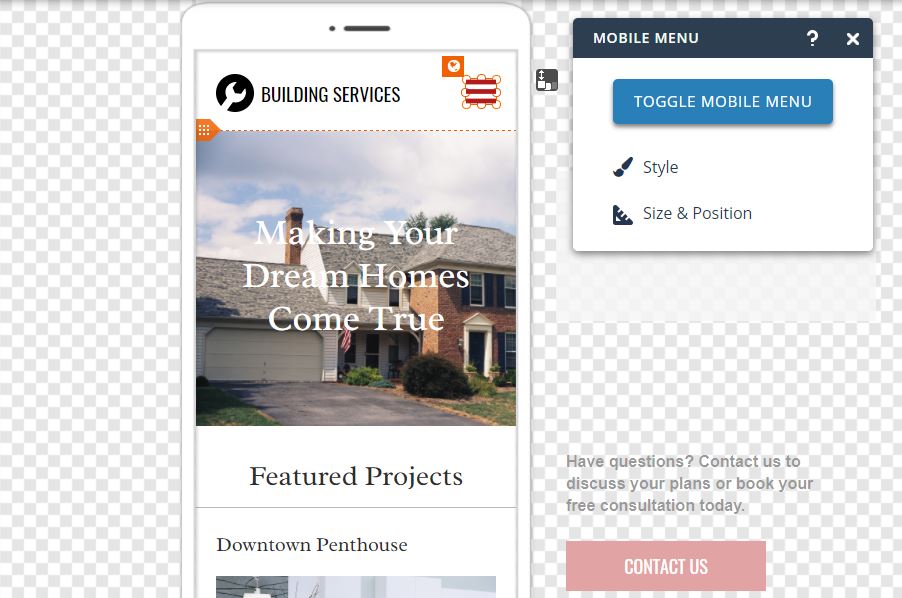 BUILDING SERVICES
Making Your
Dream Homes
Come True
Featured Projects
Downtown Penthouse
MOBILE MENU ?
TOGGLE MOBILE MENU
Style
Size & Position
Have questions? Contact us to
discuss your plans or book your
free consultation today.
CONTACT US